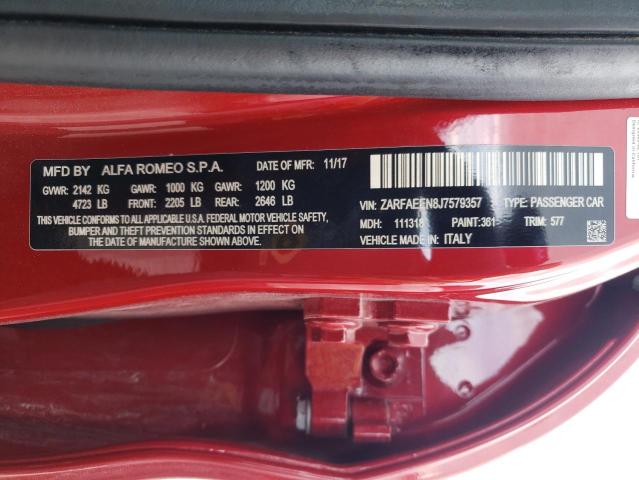 MFD BY ALFA ROMEO S.P.A. DATE OF MFR: 11/17
GVWR: 2142 KG 1000 KG 1200 KG
4723 LB FRONT: 2205 LB REAR: 2646 LB
THIS VEHICLE CONFORMS TO ALL APPLICABLE U.S.A. FEDERAL MOTOR VEHICLE SAFETY,
BUMPER AND THEFT PREVENTION STANDARDS IN EFFECT ON THE
DATE OF MANUFACTURE SHOWN ABOVE.
VIN: ZARFAEEN8J7579357 TYPE: PASSENGER CAR
MDH: 111318 PAINT: 361 TRIM: 577
VEHICLE MADE IN: ITALY